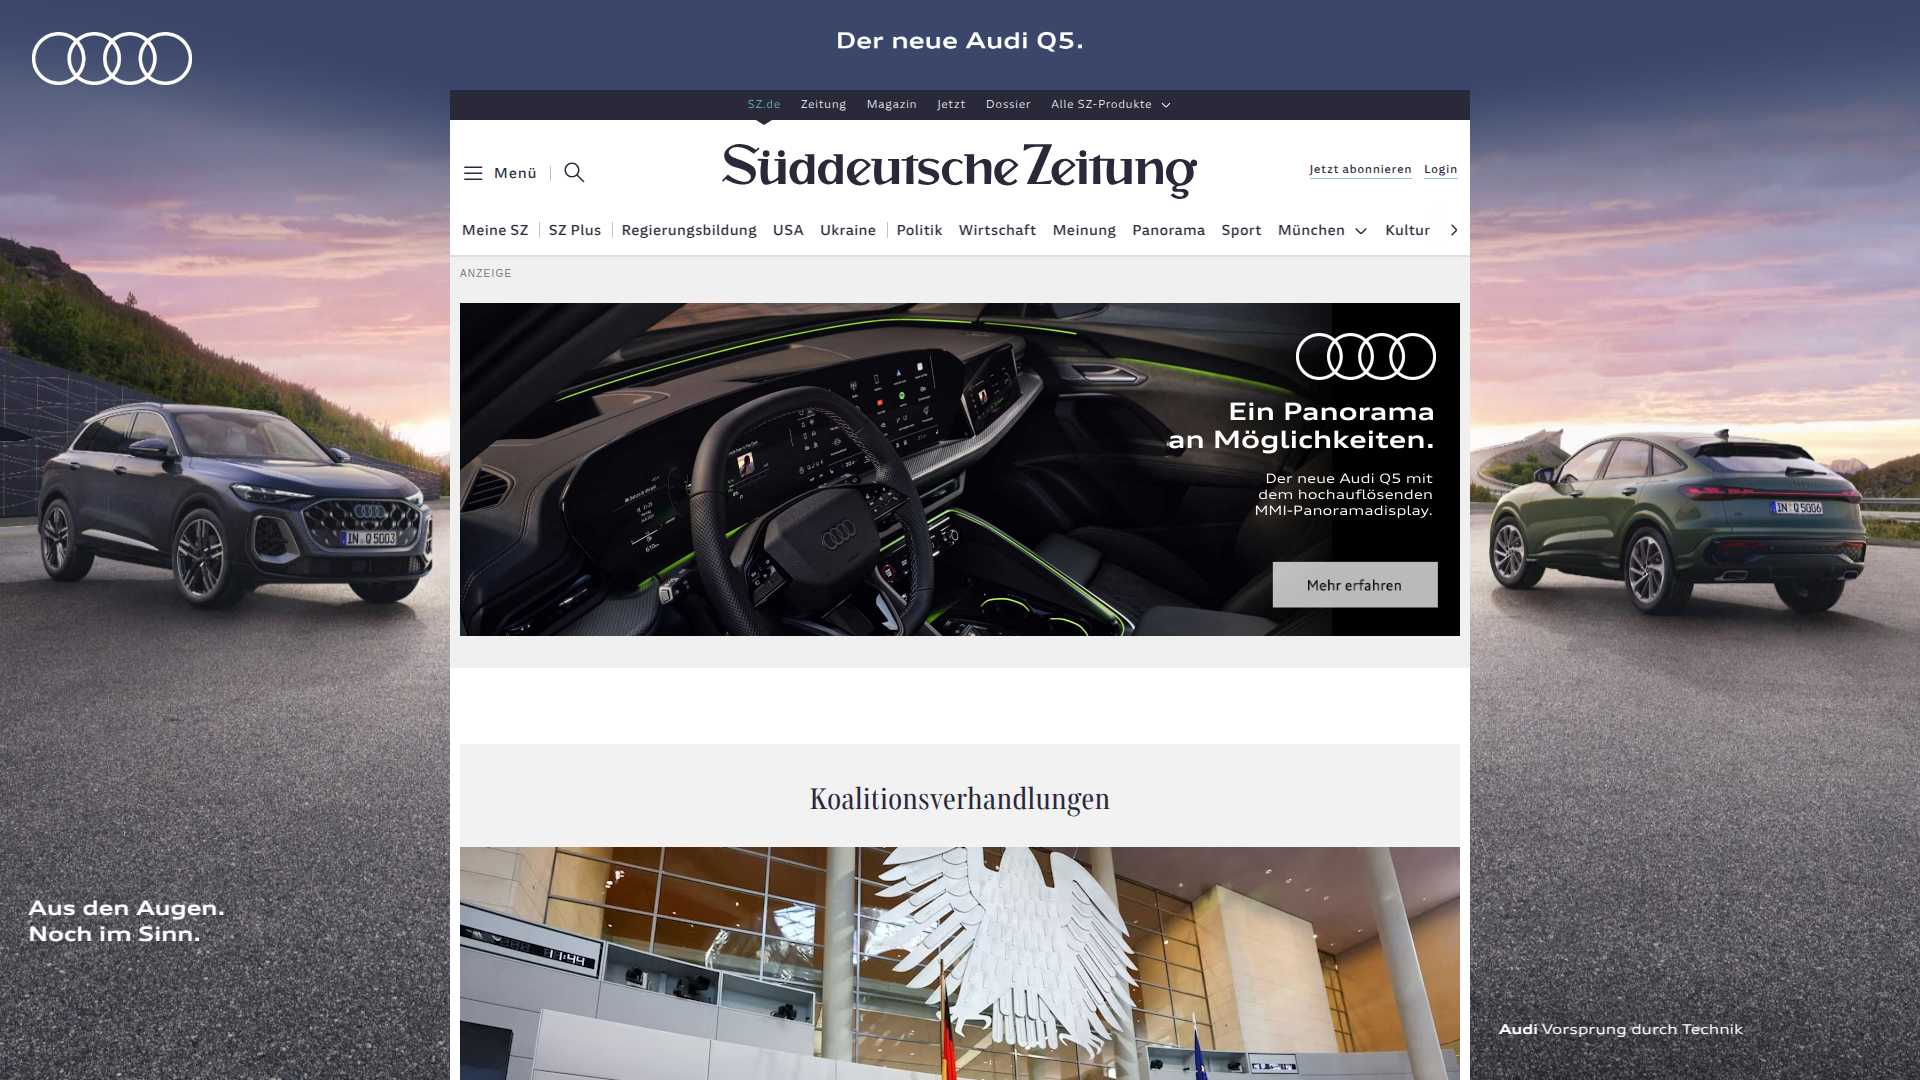 Der neue Audi Q5.
SZ.de Zeitung Magazin Jetzt Dossier Alle SZ-Produkte
Menü
Süddeutsche Zeitung
Jetzt abonnieren Login
Meine SZ SZ Plus Regierungsbildung USA Ukraine Politik Wirtschaft Meinung Panorama Sport München Kultur
ANZEIGE
Ein Panorama
an Möglichkeiten.
Der neue Audi Q5 mit
dem hochauflösenden
MMI-Panoramadisplay.
Mehr erfahren
IN Q 5003
IN Q 5006
Koalitionsverhandlungen
Aus den Augen.
Noch im Sinn.
11:44
Audi Vorsprung durch Technik